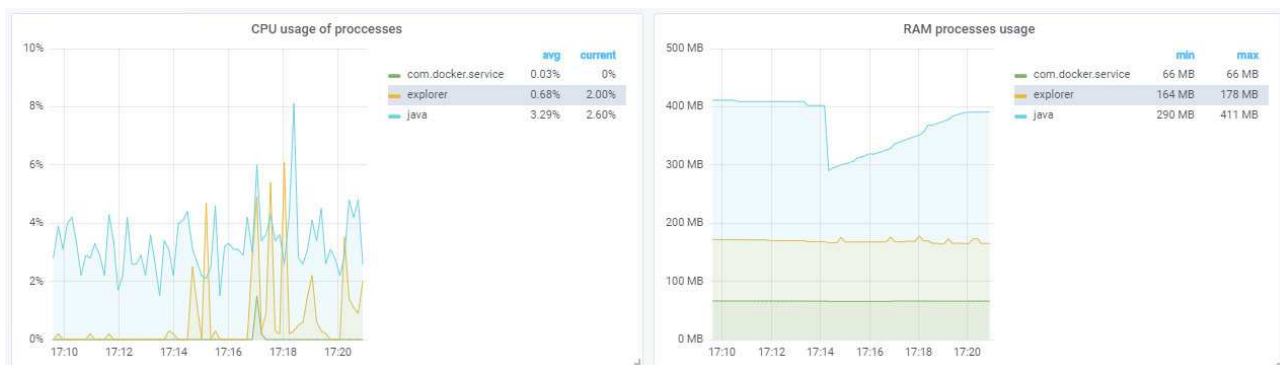 CPU usage of proccesses
avg current
com.docker.service 0.03% 0%
explorer 0.68% 2.00%
java 3.29% 2.60%
10%
8%
6%
4%
2%
0%
17:10 17:12 17:14 17:16 17:18 17:20
RAM processes usage
min max
com.docker.service 66 MB 66 MB
explorer 164 MB 178 MB
java 290 MB 411 MB
500 MB
400 MB
300 MB
200 MB
100 MB
0 MB
17:10 17:12 17:14 17:16 17:18 17:20